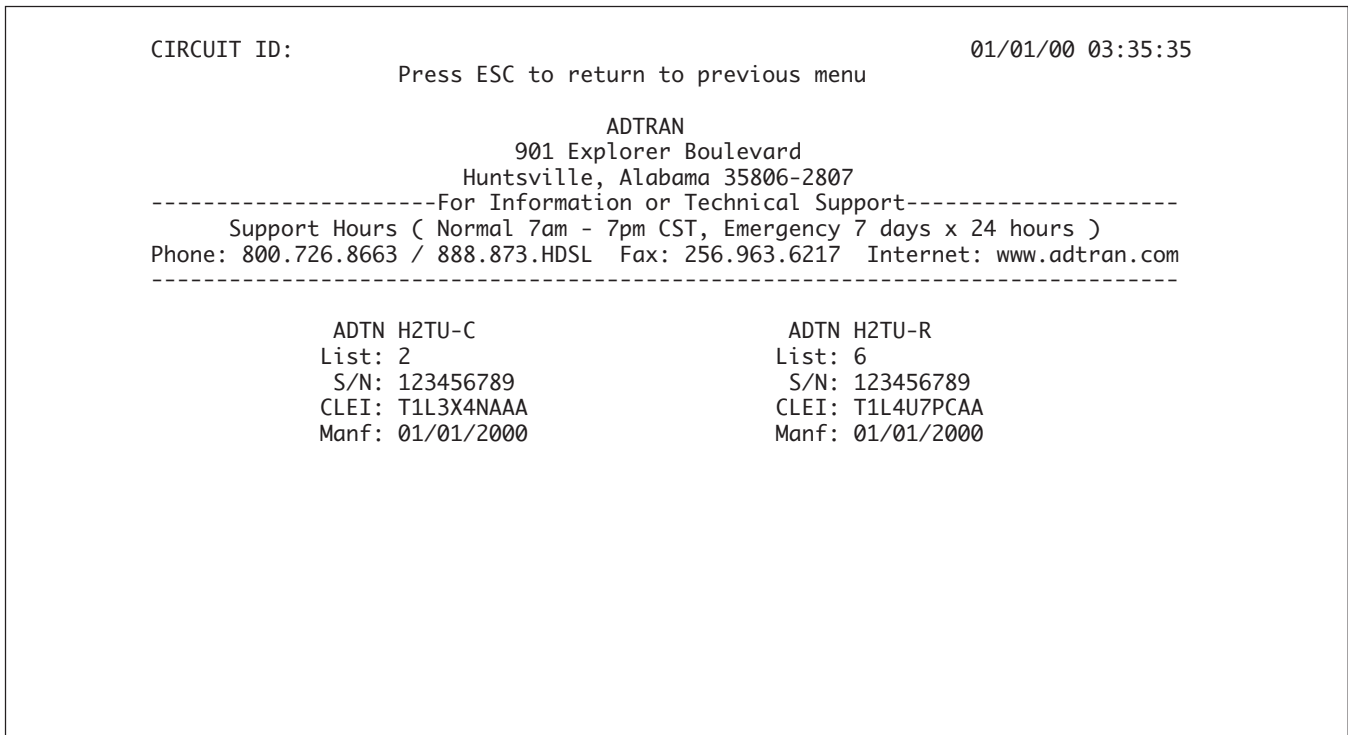 CIRCUIT ID: 01/01/00 03:35:35
Press ESC to return to previous menu
ADTRAN
901 Explorer Boulevard
Huntsville, Alabama 35806-2807
----------------------For Information or Technical Support---------------------
Support Hours ( Normal 7am - 7pm CST, Emergency 7 days x 24 hours )
Phone: 800.726.8663 / 888.873.HDSL Fax: 256.963.6217 Internet: www.adtran.com
-------------------------------------------------------------------------------
ADTN H2TU-C ADTN H2TU-R
List: 2 List: 6
S/N: 123456789 S/N: 123456789
CLEI: T1L3X4NAAA CLEI: T1L4U7PCAA
Manf: 01/01/2000 Manf: 01/01/2000